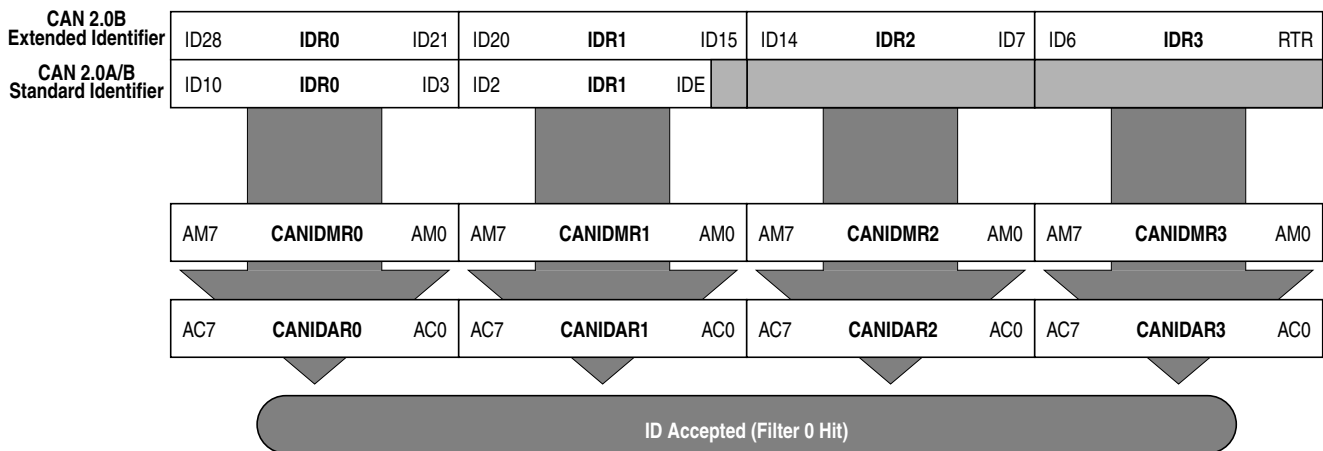 CAN 2.0B
Extended Identifier
ID28 IDR0 ID21 ID20 IDR1 ID15 ID14 IDR2 ID7 ID6 IDR3 RTR
CAN 2.0A/B
Standard Identifier
ID10 IDR0 ID3 ID2 IDR1 IDE
AM7 CANIDMR0 AM0 AM7 CANIDMR1 AM0 AM7 CANIDMR2 AM0 AM7 CANIDMR3 AM0
AC7 CANIDAR0 AC0 AC7 CANIDAR1 AC0 AC7 CANIDAR2 AC0 AC7 CANIDAR3 AC0
ID Accepted (Filter 0 Hit)